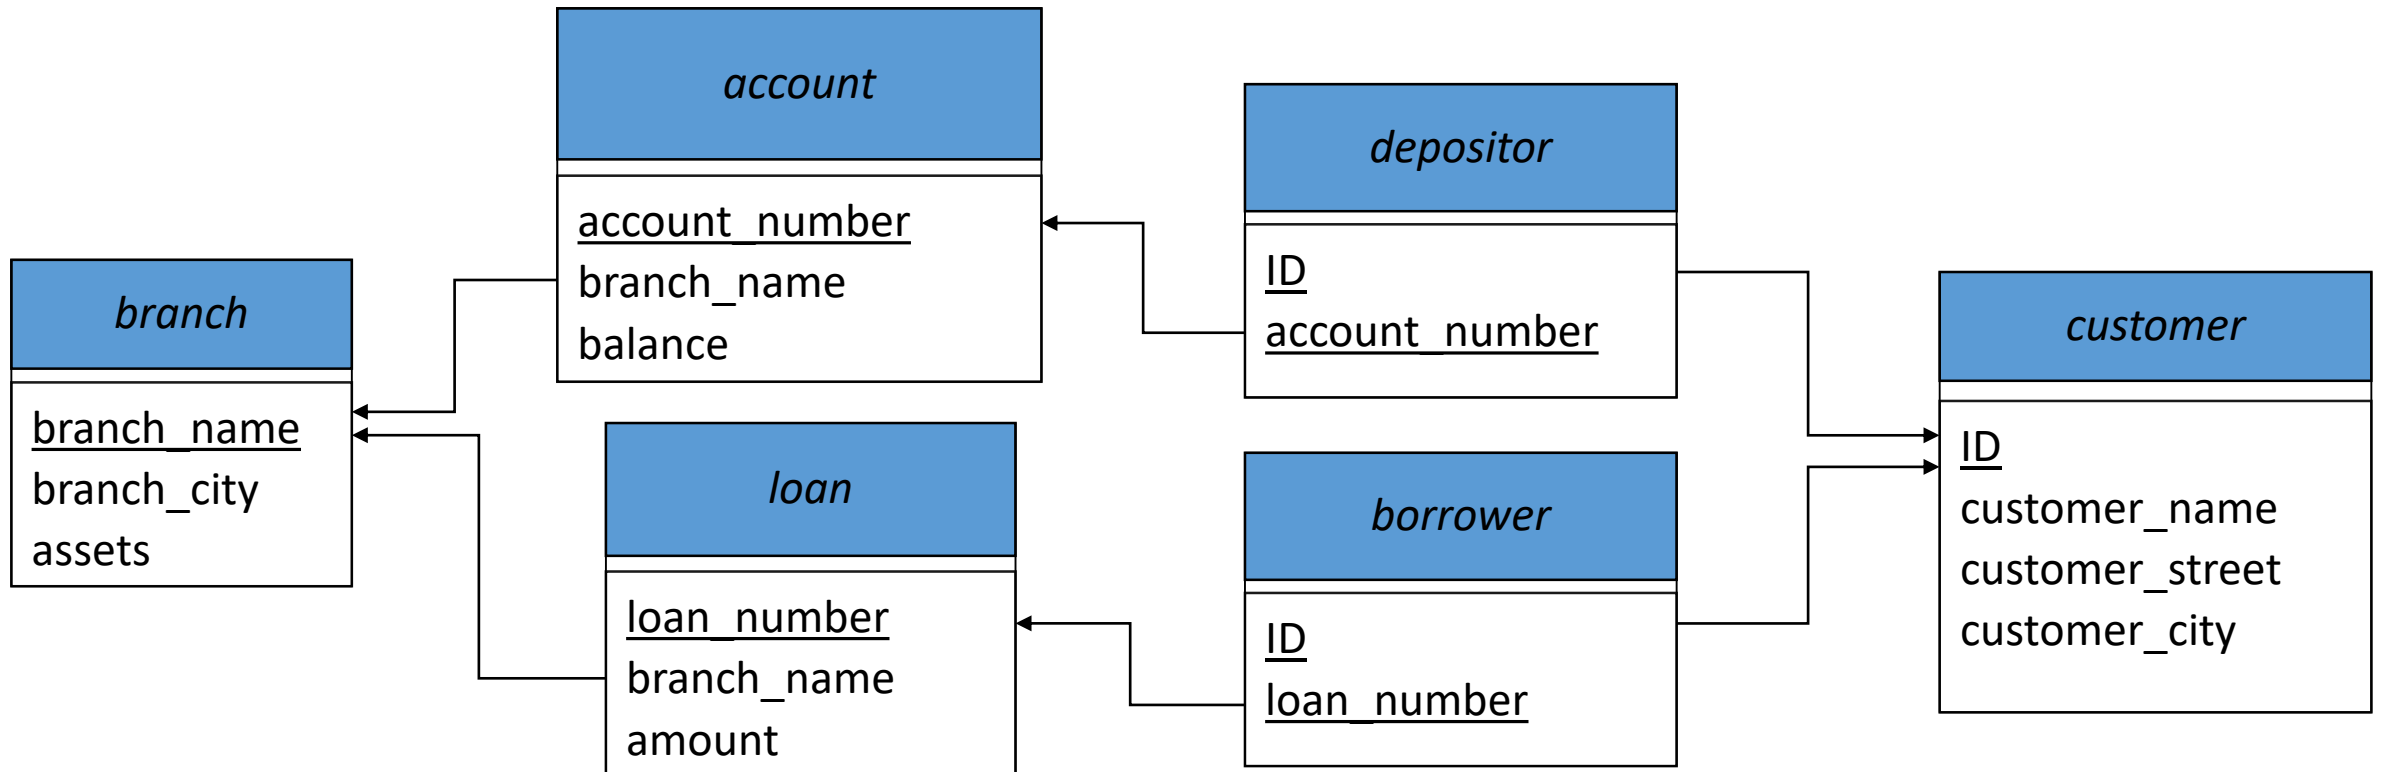 branch
branch_name
branch_city
assets
account
account_number
branch_name
balance
loan
loan_number
branch_name
amount
depositor
ID
account_number
borrower
ID
loan_number
customer
ID
customer_name
customer_street
customer_city